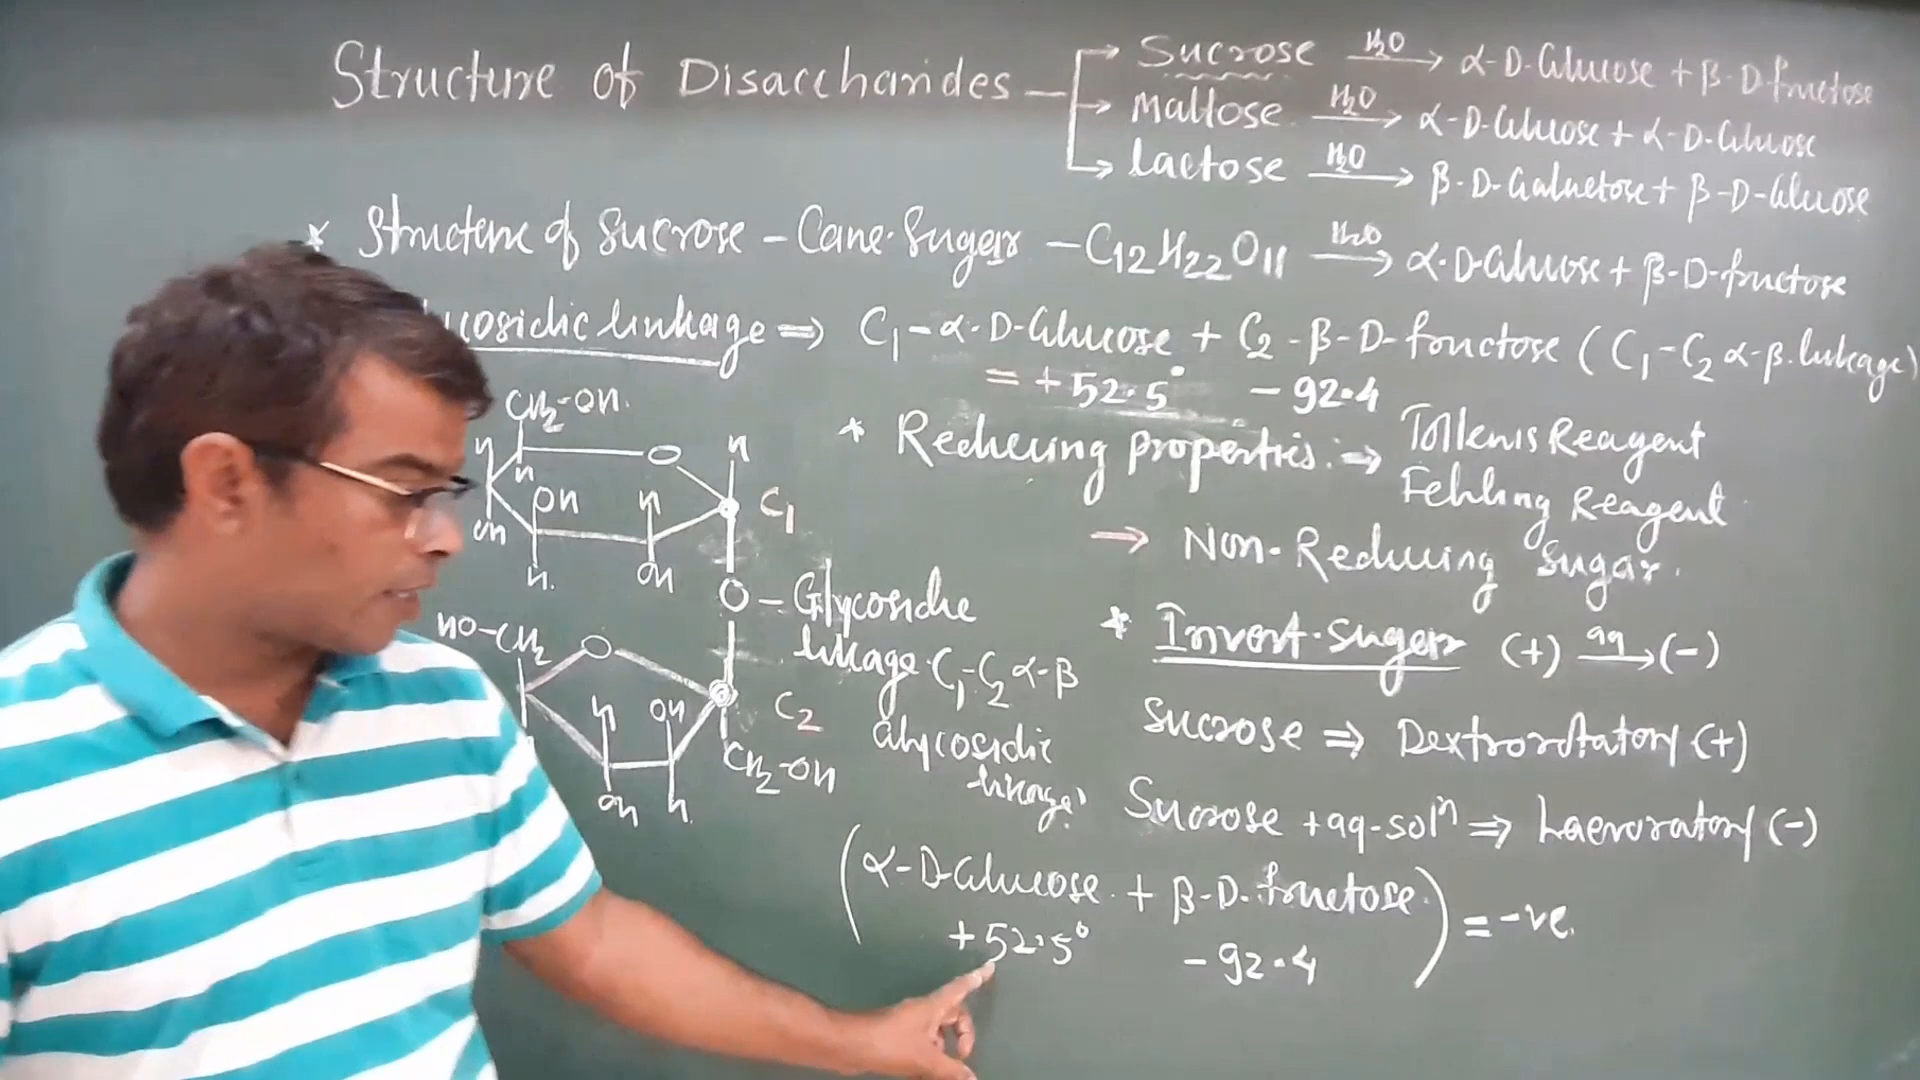 Structure of Disaccharides
Sucrose H2O → α-D-Glucose + β-D-fructose
Maltose H2O → α-D-Glucose + α-D-Glucose
lactose H2O → β-D-Galactose + β-D-Glucose
* Structure of Sucrose - Cane-Sugar - C12H22O11 H2O → α-D-Glucose + β-D-fructose
cosidic linkage ⇒ C1-α-D-Glucose + C2-β-D-fructose (C1-C2 α-β linkage)
= +52.5° -92.4
* Reducing properties ⇒ Tollens Reagent
Fehling Reagent
→ Non-Reducing Sugar.
CH2-OH
H O H
H
OH H C1
OH
H OH
O - Glycosidic
linkage C1-C2 α-β
Glycosidic
linkage
HO-CH2 O
H OH C2
CH2-OH
OH H
* Invert-sugar (+) aq → (-)
Sucrose ⇒ Dextrorotatory (+)
Sucrose + aq-solⁿ ⇒ Laevorotatory (-)
(α-D-Glucose + β-D-fructose) = -ve.
+52.5° -92.4